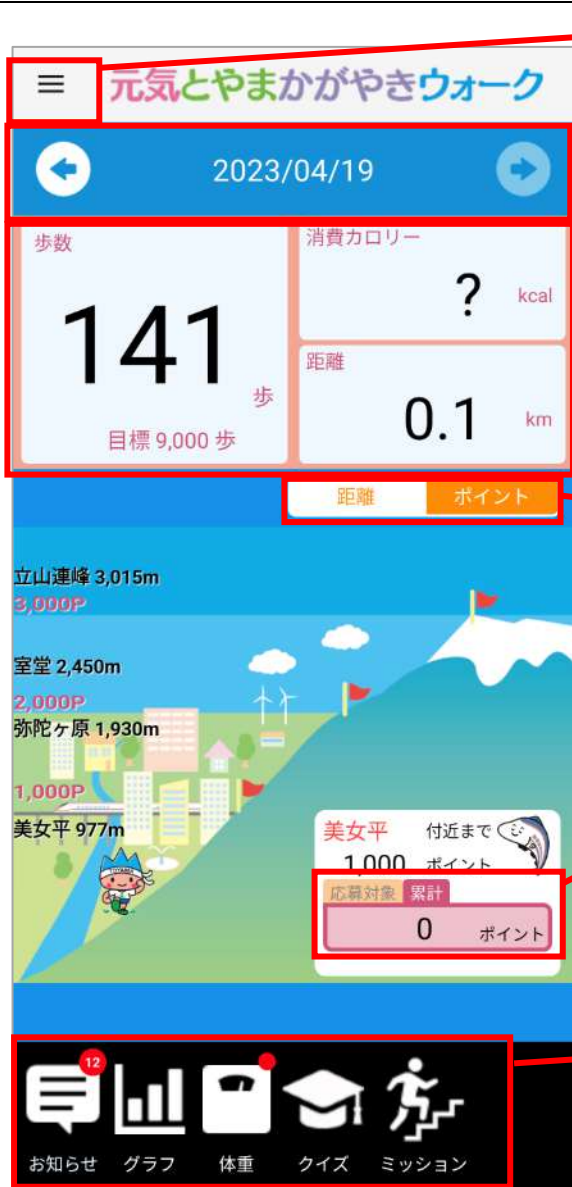 元気とやまかがやきウォーク
2023/04/19
歩数
141
歩
目標 9,000 歩
消費カロリー
? kcal
距離
0.1 km
距離 ポイント
立山連峰 3,015m
3,000P
室堂 2,450m
2,000P
弥陀ヶ原 1,930m
1,000P
美女平 977m
美女平 付近まで
1,000 ポイント
応募対象 累計
0 ポイント
12
お知らせ グラフ 体重 クイズ ミッション